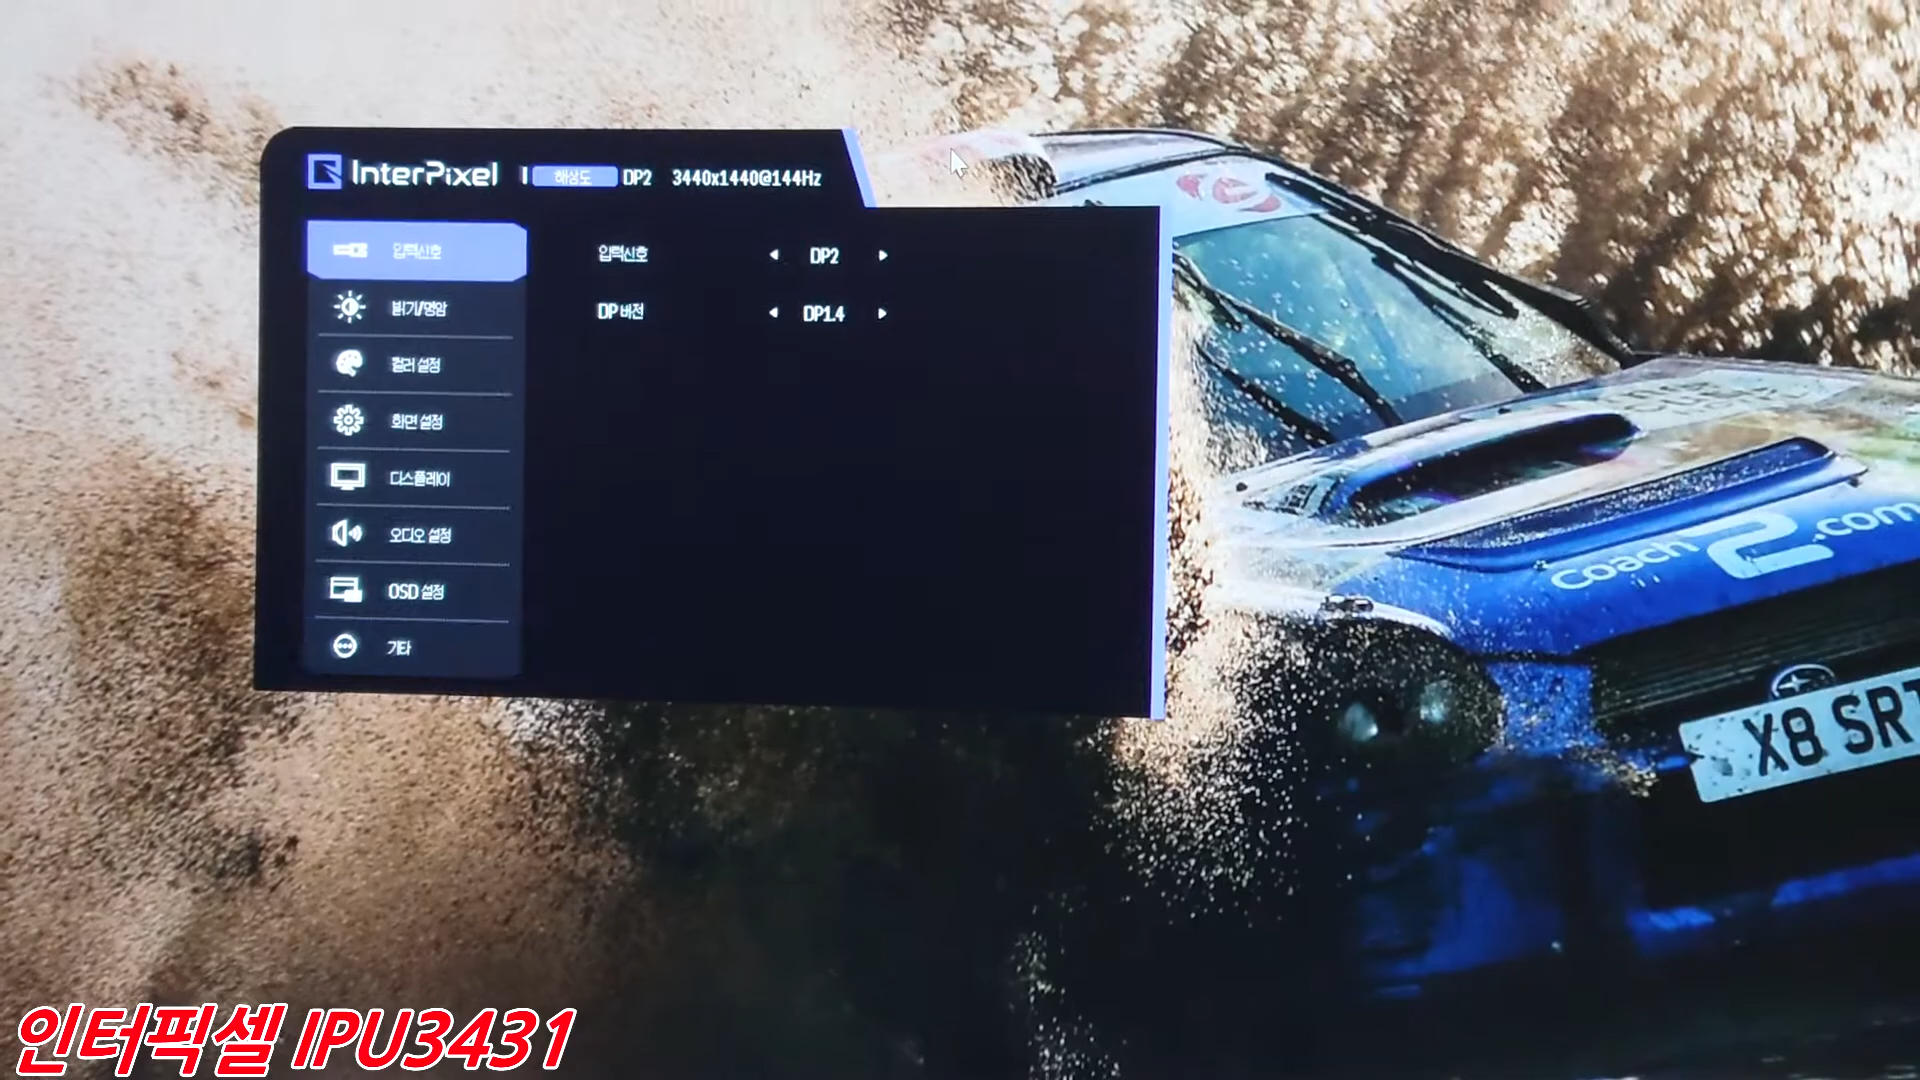 InterPixel 해상도 DP2 3440x1440@144Hz
입력신호
밝기/명암
컬러 설정
화면 설정
디스플레이
오디오 설정
OSD 설정
기타
입력신호 DP2
DP 버전 DP1.4
coach2.com
X8 SRT
인터픽셀 IPU3431